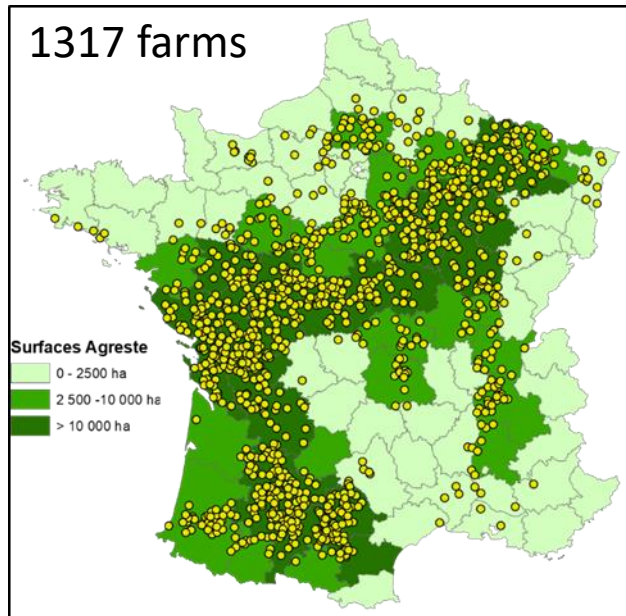 1317 farms
Surfaces Agreste
0 - 2500 ha
2 500 -10 000 ha
> 10 000 ha